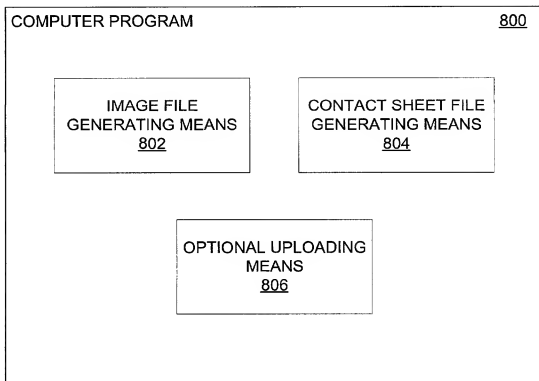 COMPUTER PROGRAM 800
IMAGE FILE
GENERATING MEANS
802
CONTACT SHEET FILE
GENERATING MEANS
804
OPTIONAL UPLOADING
MEANS
806